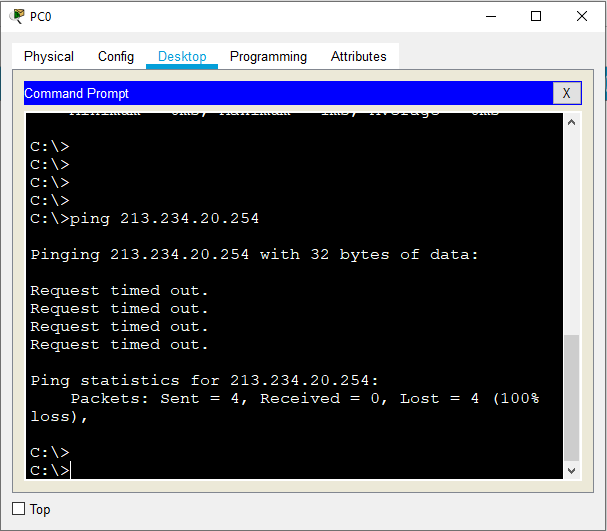 PC0
Physical Config Desktop Programming Attributes
Command Prompt X
C:\>
C:\>
C:\>
C:\>
C:\>ping 213.234.20.254
Pinging 213.234.20.254 with 32 bytes of data:
Request timed out.
Request timed out.
Request timed out.
Request timed out.
Ping statistics for 213.234.20.254:
Packets: Sent = 4, Received = 0, Lost = 4 (100%
loss),
C:\>
C:\>
Top